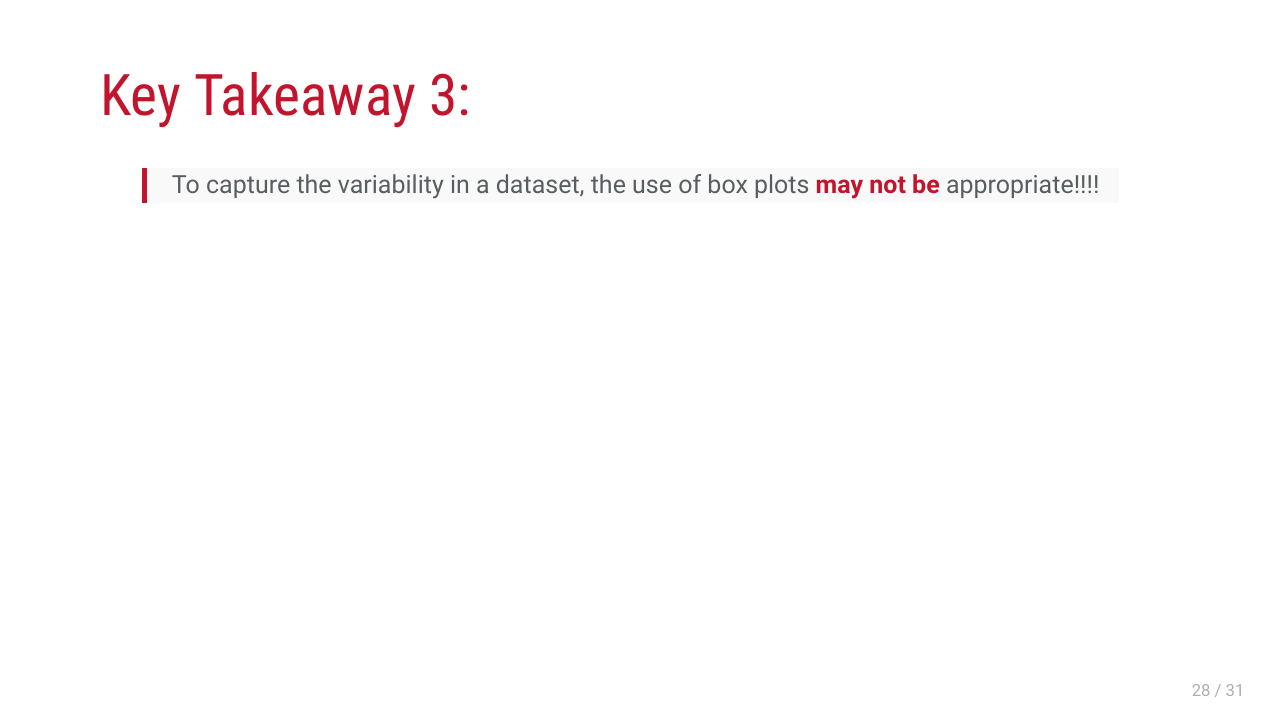 Key Takeaway 3:
To capture the variability in a dataset, the use of box plots may not be appropriate!!!!
28 / 31